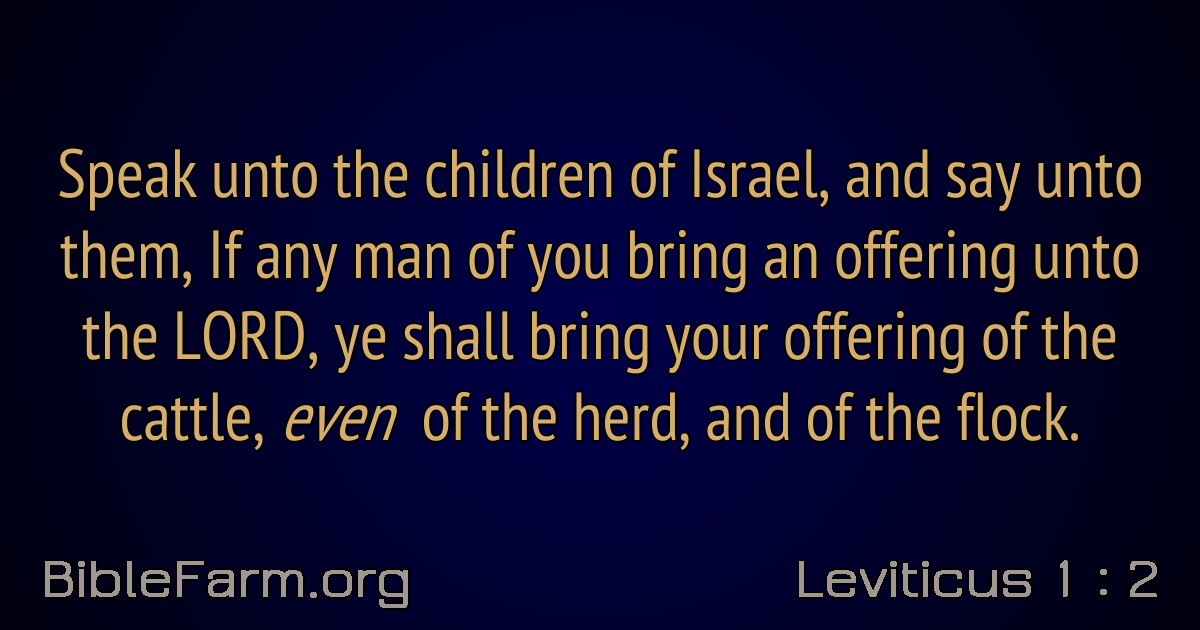 Speak unto the children of Israel, and say unto
them, If any man of you bring an offering unto
the LORD, ye shall bring your offering of the
cattle, even of the herd, and of the flock.
BibleFarm.org
Leviticus 1 : 2